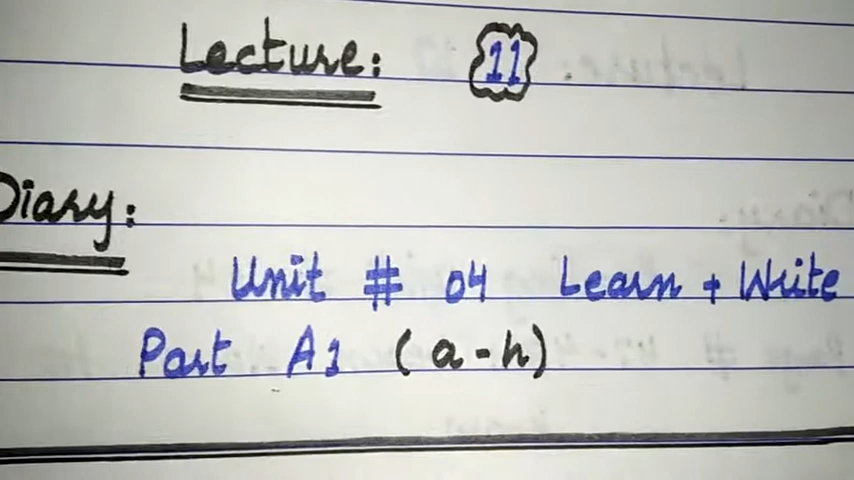 Lecture: 11
Diary:
Unit # 04 Learn + Write
Part A1 (a-h)